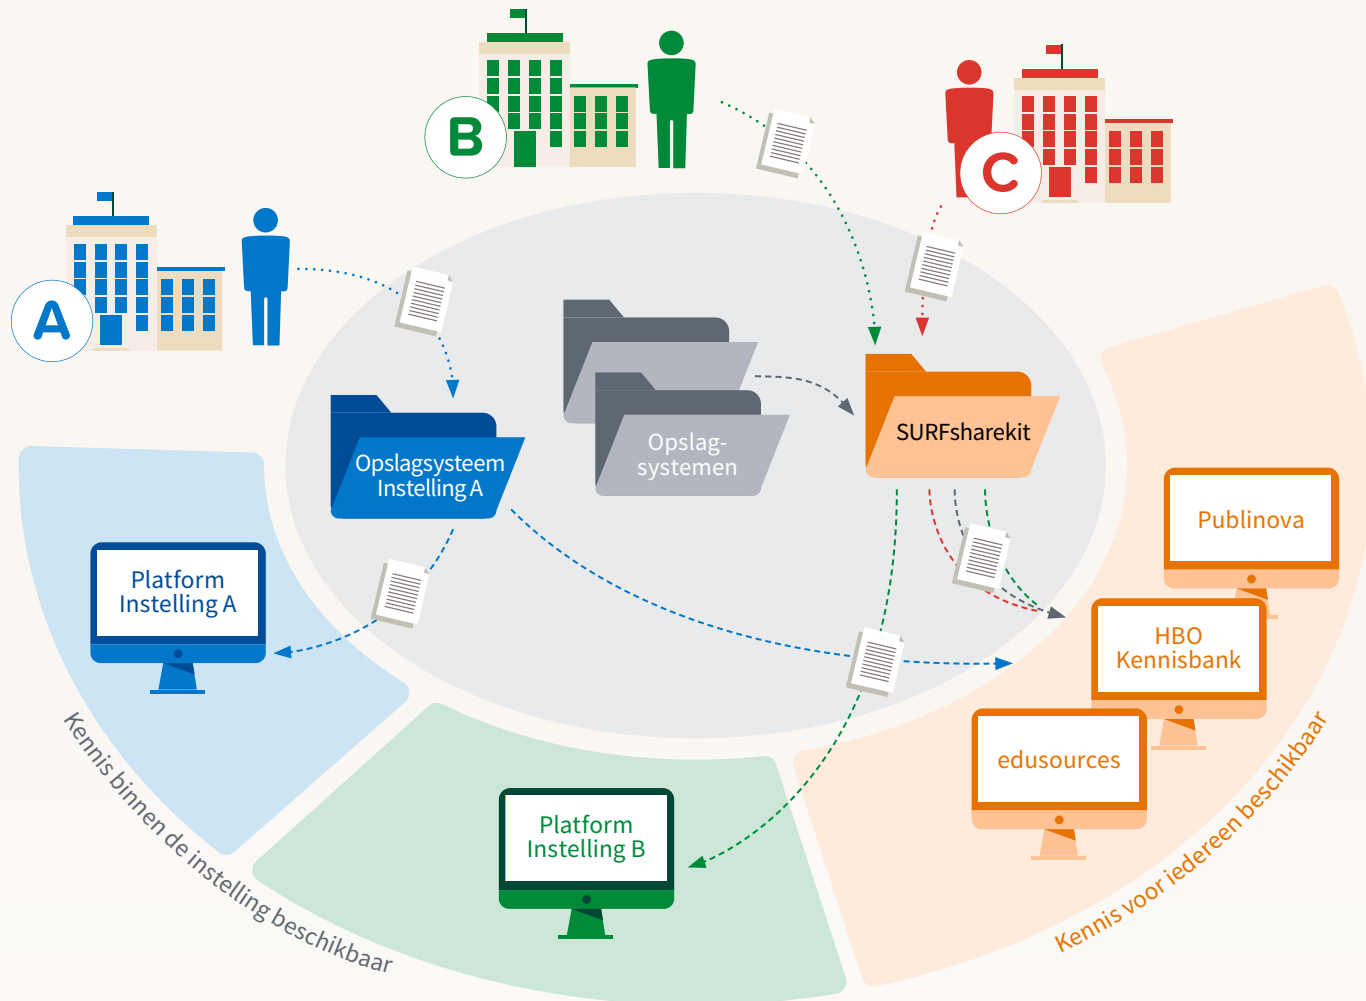 B
C
A
Opslagsysteem
Instelling A
Opslag-
systemen
SURFsharekit
Platform
Instelling A
Platform
Instelling B
Publinova
HBO
Kennisbank
edusources
Kennis binnen de instelling beschikbaar
Kennis voor iedereen beschikbaar